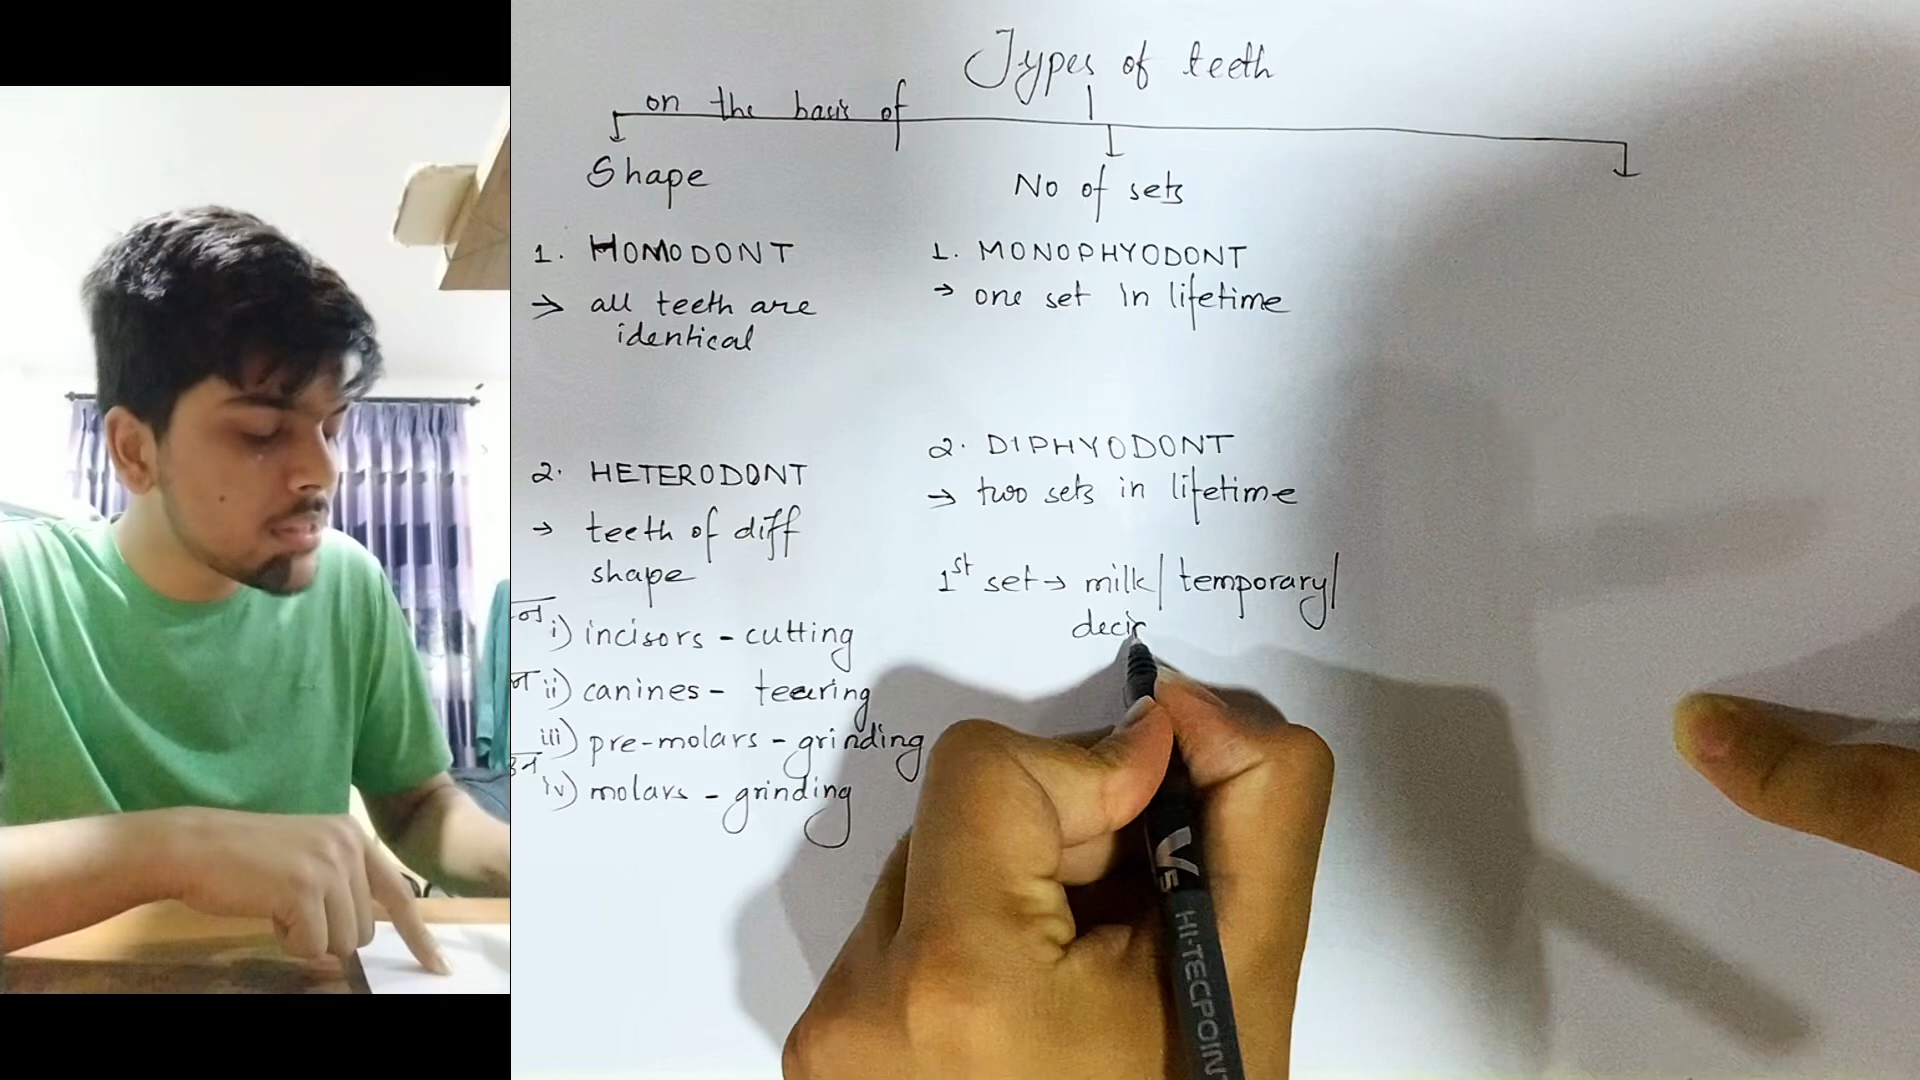 Types of teeth
on the basis of
Shape
1. HOMODONT
→ all teeth are
identical
2. HETERODONT
→ teeth of diff
shape
i) incisors - cutting
ii) canines - tearing
iii) pre-molars - grinding
iv) molars - grinding
No of sets
1. MONOPHYODONT
→ one set in lifetime
2. DIPHYODONT
→ two sets in lifetime
1st set → milk/temporary/
deci
V5 HI-TECPOINT